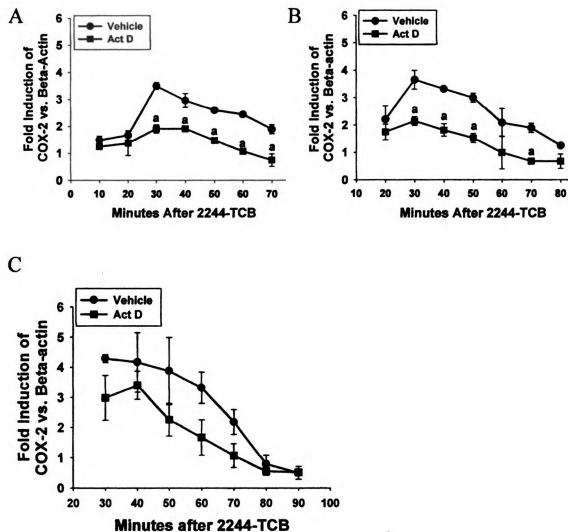 A
Vehicle
Act D
Fold Induction of
COX-2 vs. Beta-Actin
6
5
4
3
2
1
0
a
a
a
a
a
0
10
20
30
40
50
60
70
Minutes After 2244-TCB
B
Vehicle
Act D
Fold Induction of
COX-2 vs. Beta-actin
6
5
4
3
2
1
0
a
a
a
a
10
20
30
40
50
60
70
80
Minutes After 2244-TCB
C
Vehicle
Act D
Fold Induction of
COX-2 vs. Beta-actin
6
5
4
3
2
1
0
20
30
40
50
60
70
80
90
100
Minutes after 2244-TCB